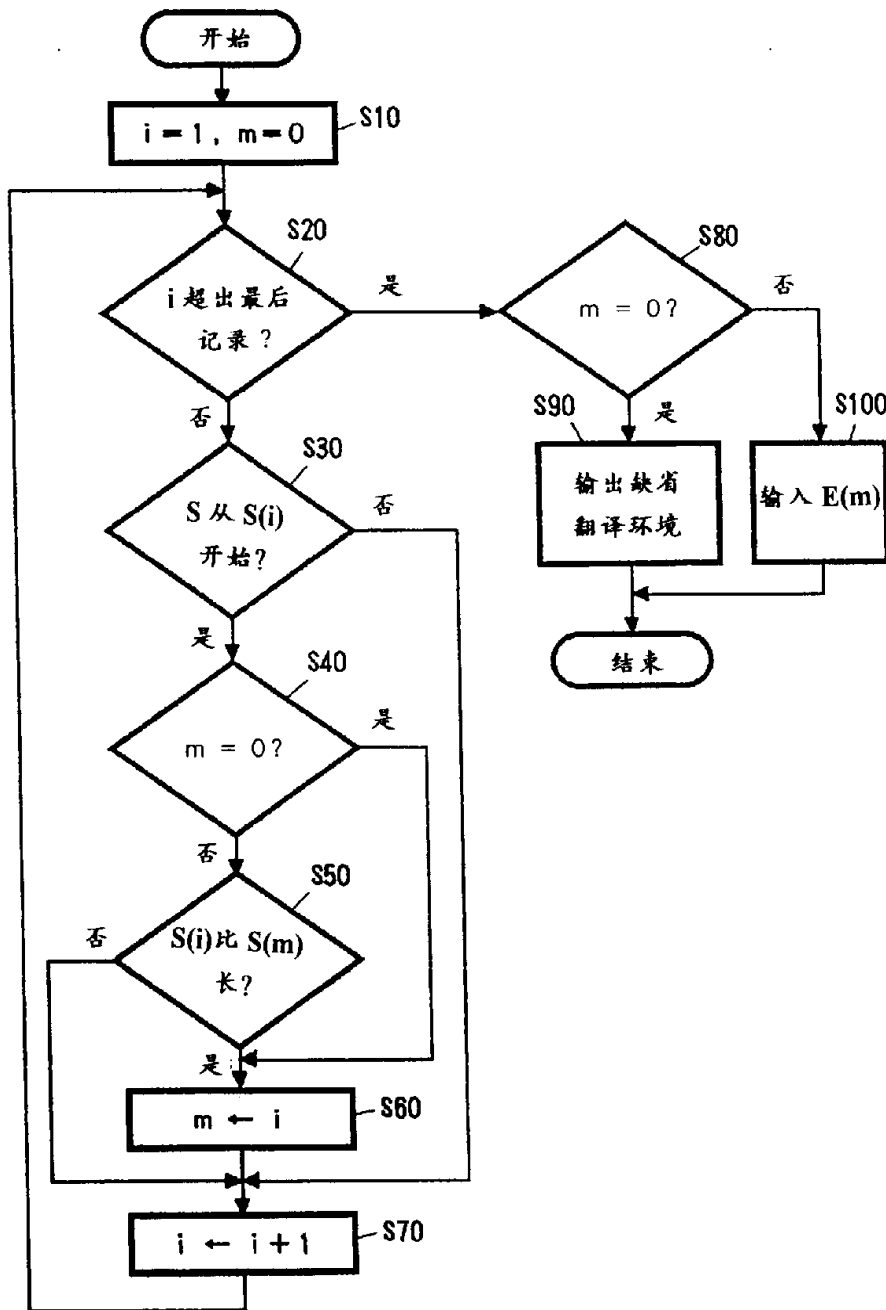 开始
i = 1 , m = 0
S10
S20
i 超出最后
记录?
是
否
S80
m = 0?
否
是
S90
输出缺省
翻译环境
S100
输入 E(m)
结束
S30
S 从 S(i)
开始?
否
是
S40
m = 0?
是
否
S50
S(i)比 S(m)
长?
否
是
m ← i
S60
i ← i + 1
S70